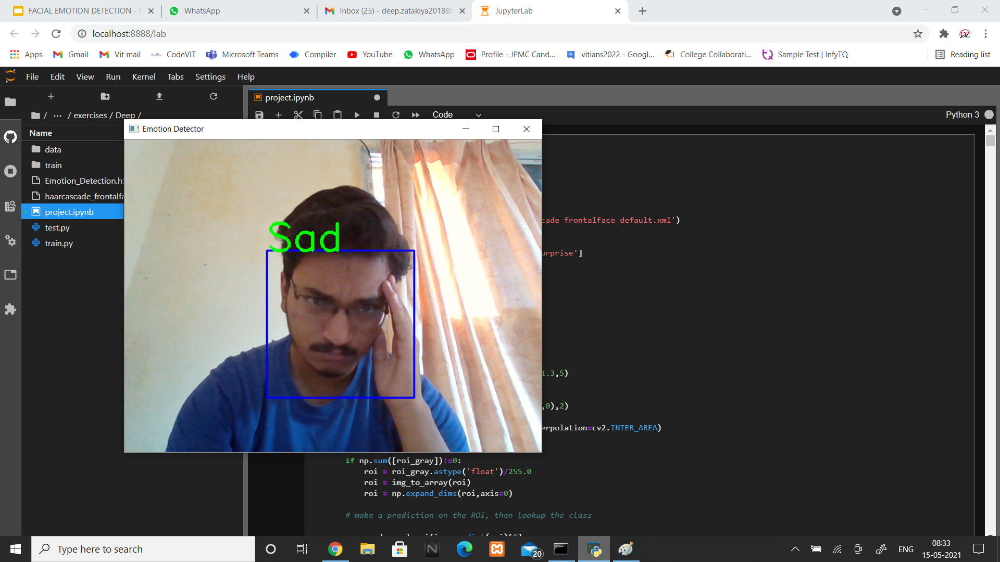 FACIAL EMOTION DETECTION -
WhatsApp
Inbox (25) - deep.zatakiya2018@
JupyterLab
localhost:8888/lab
Apps
Gmail
Vit mail
CodeVIT
Microsoft Teams
Compiler
YouTube
WhatsApp
Profile - JPMC Cand...
vitians2022 - Googl...
College Collaborati...
Sample Test | InfyTQ
Reading list
File Edit View Run Kernel Tabs Settings Help
project.ipynb
/ ... / exercises / Deep /
Code
Python 3
Emotion Detector
Name
data
train
Emotion_Detection.h
haarcascade_frontalfa
project.ipynb
test.py
train.py
Sad
cade_frontalface_default.xml')
urprise']
1.3,5)
,0),2)
erpolation=cv2.INTER_AREA)
if np.sum([roi_gray])!=0:
roi = roi_gray.astype('float')/255.0
roi = img_to_array(roi)
roi = np.expand_dims(roi,axis=0)
# make a prediction on the ROI, then lookup the class
Type here to search
20
ENG
08:33
15-05-2021